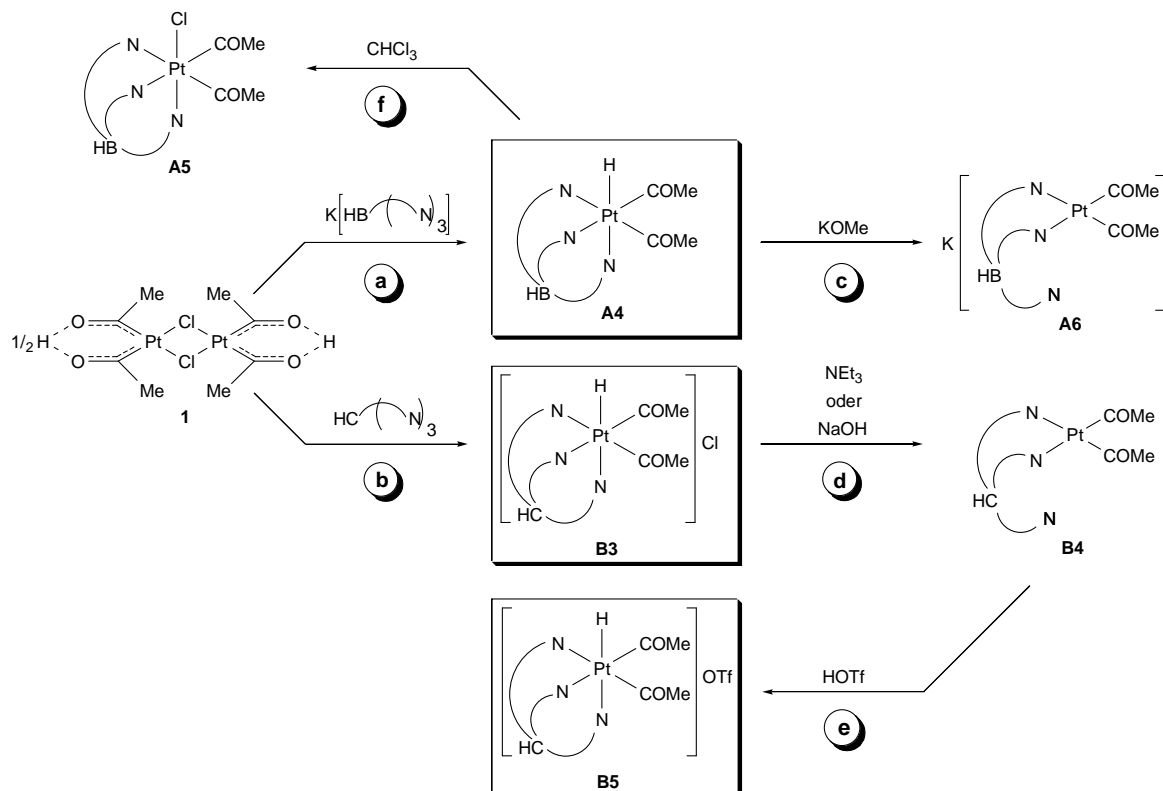 Cl
N
COMe
Pt
N
COMe
N
HB
A5
CHCl3
f
K[HB( N)3]
a
H
N
COMe
Pt
N
COMe
N
HB
A4
KOMe
c
K
N
COMe
Pt
N
COMe
HB
N
A6
Me
Me
O
Cl
O
1/2 H
Pt
Pt
H
O
Cl
O
Me
Me
1
HC( N)3
b
H
N
COMe
Pt
Cl
N
COMe
N
HC
B3
NEt3
oder
NaOH
d
N
COMe
Pt
N
COMe
HC
N
B4
H
N
COMe
Pt
OTf
N
COMe
N
HC
B5
HOTf
e